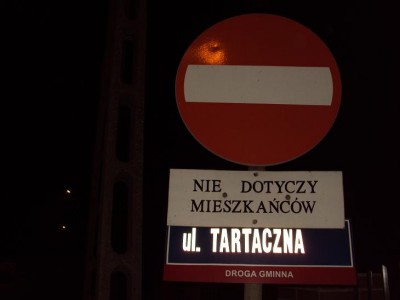 NIE DOTYCZY
MIESZKAŃCÓW
ul. TARTACZNA
DROGA GMINNA